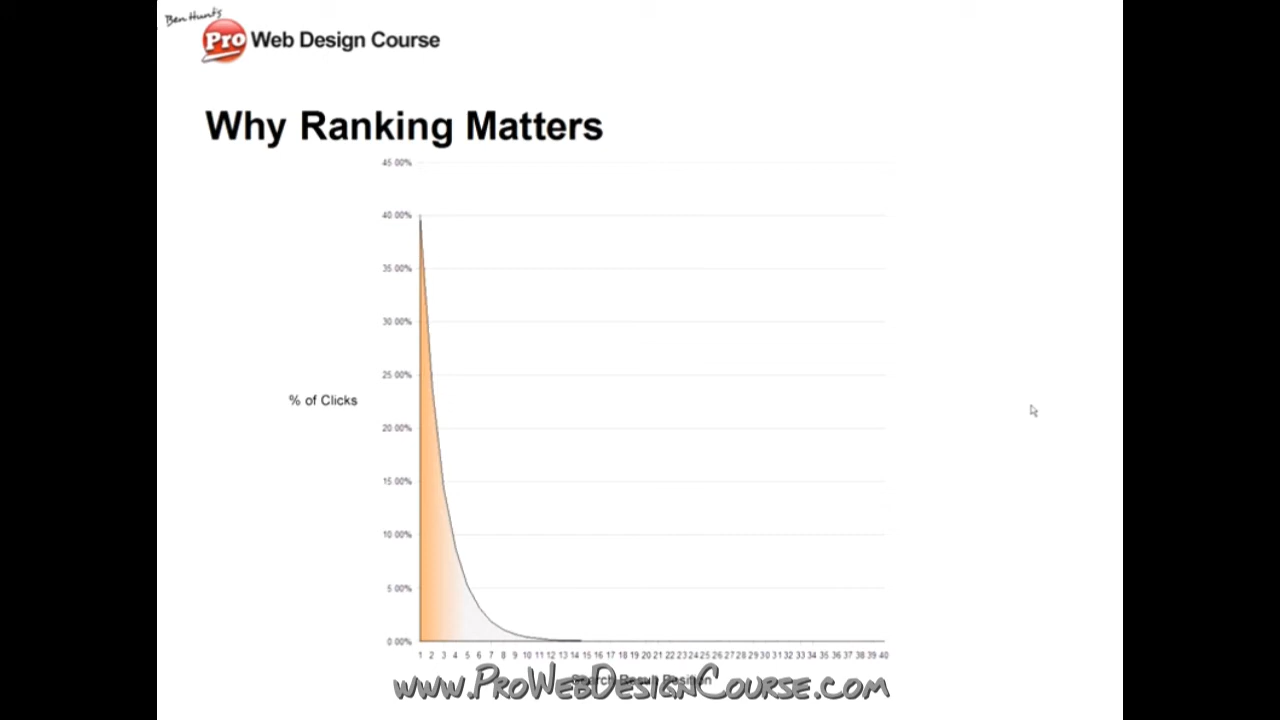 Ben Hunt's
Pro Web Design Course
Why Ranking Matters
45.00%
40.00%
35.00%
30.00%
25.00%
% of Clicks
20.00%
15.00%
10.00%
5.00%
0.00%
1 2 3 4 5 6 7 8 9 10 11 12 13 14 15 16 17 18 19 20 21 22 23 24 25 26 27 28 29 30 31 32 33 34 35 36 37 38 39 40
Search Result Position
www.ProWebDesignCourse.com